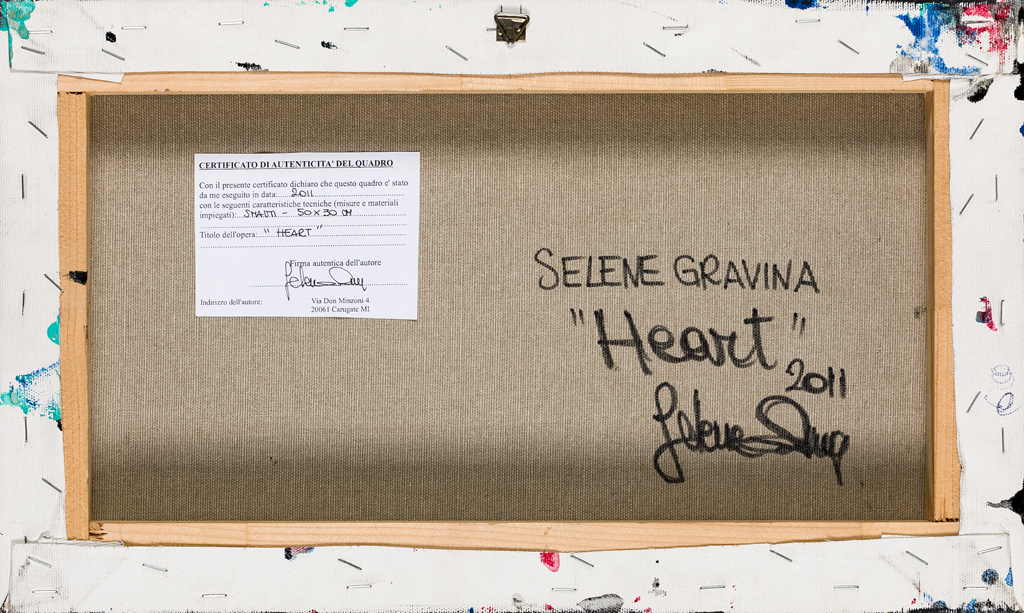 CERTIFICATO DI AUTENTICITA' DEL QUADRO
Con il presente certificato dichiaro che questo quadro e' stato
da me eseguito in data: 2011
con le seguenti caratteristiche tecniche (misure e materiali
impiegati): SMALTI - 50 X 30 CM
Titolo dell'opera: " HEART "
Firma autentica dell'autore
Indirizzo dell'autore: Via Don Minzoni 4
20061 Carugate MI
SELENE GRAVINA
"Heart"
2011